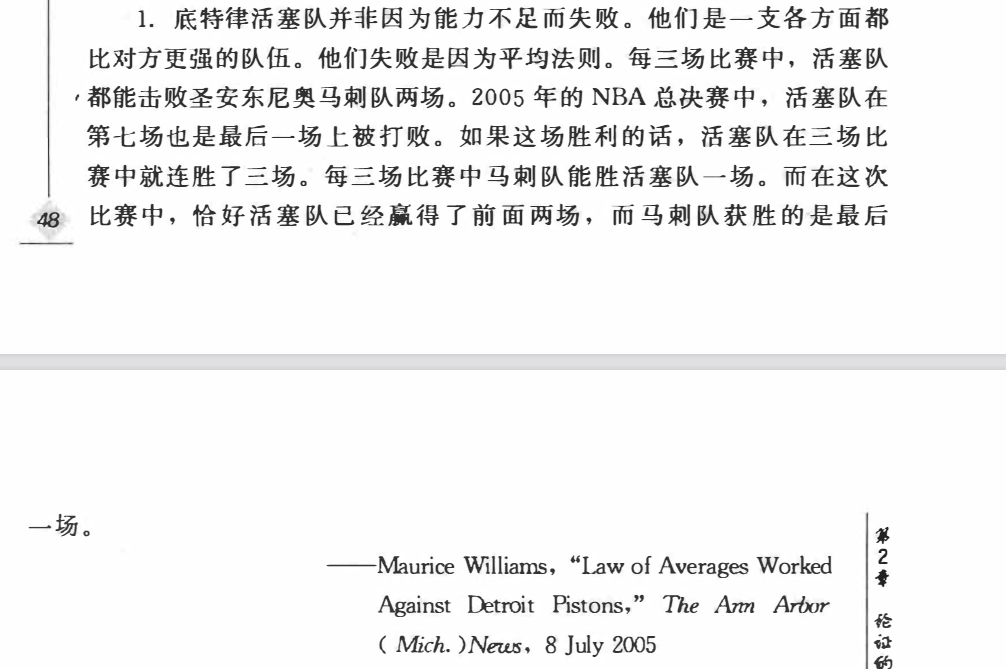 1. 底特律活塞队并非因为能力不足而失败。他们是一支各方面都
比对方更强的队伍。他们失败是因为平均法则。每三场比赛中，活塞队
都能击败圣安东尼奥马刺队两场。2005 年的 NBA 总决赛中，活塞队在
第七场也是最后一场上被打败。如果这场胜利的话，活塞队在三场比
赛中就连胜了三场。每三场比赛中马刺队能胜活塞队一场。而在这次
比赛中，恰好活塞队已经赢得了前面两场，而马刺队获胜的是最后
48
一场。
——Maurice Williams，“Law of Averages Worked
Against Detroit Pistons,” The Ann Arbor
( Mich. )News，8 July 2005
第2章 论证的